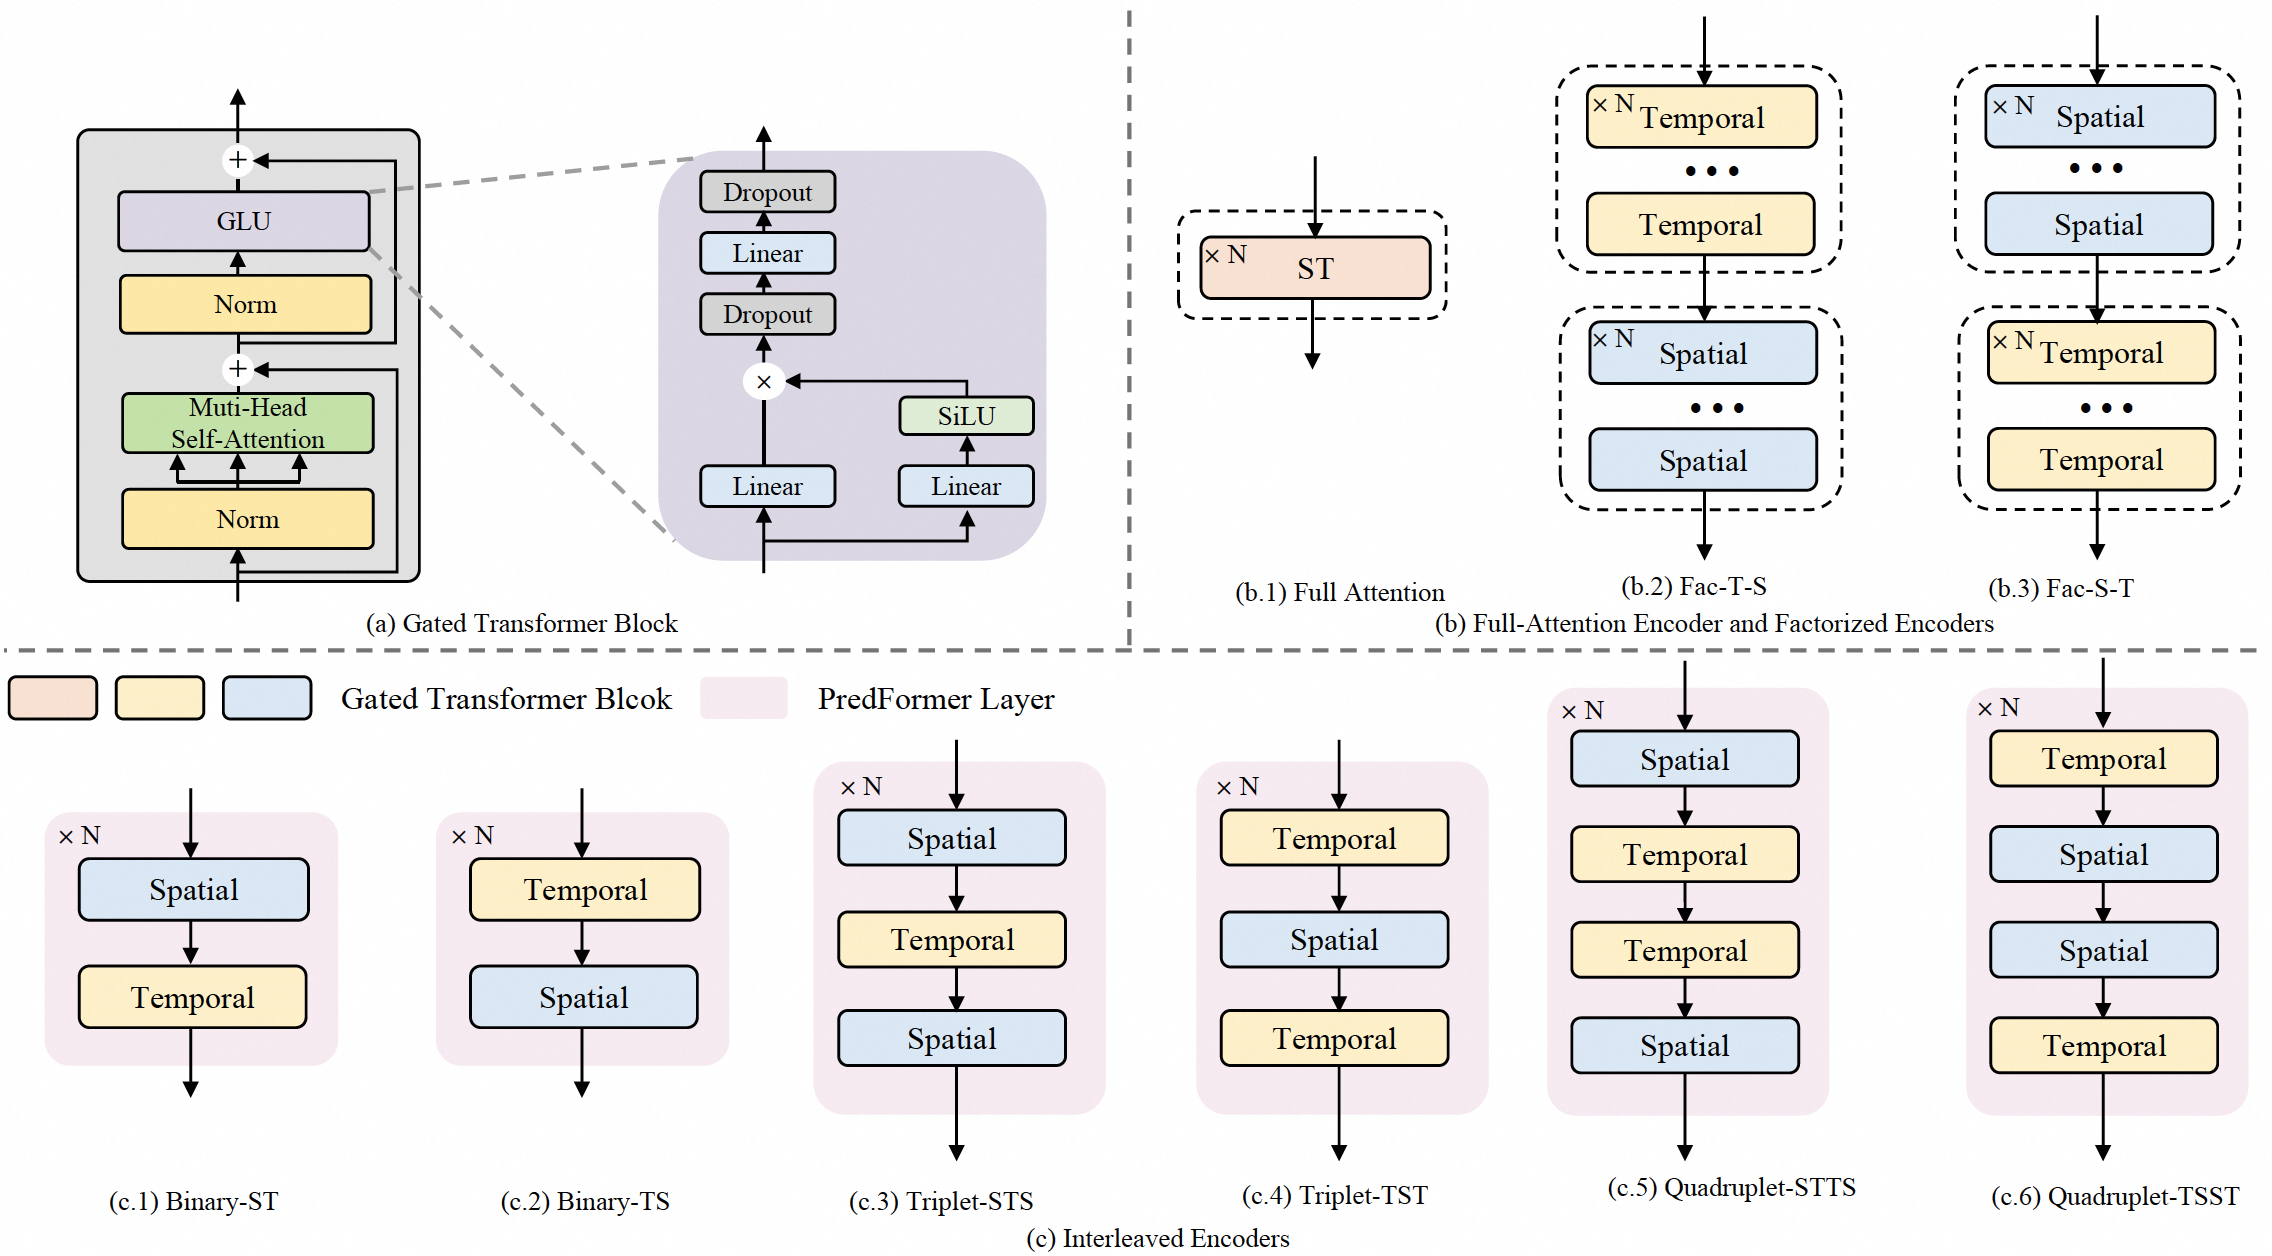 +
GLU
Norm
+
Muti-Head
Self-Attention
Norm
Dropout
Linear
Dropout
×
SiLU
Linear
Linear
(a) Gated Transformer Block
× N
ST
(b.1) Full Attention
× N
Temporal
• • •
Temporal
× N
Spatial
• • •
Spatial
(b.2) Fac-T-S
× N
Spatial
• • •
Spatial
× N
Temporal
• • •
Temporal
(b.3) Fac-S-T
(b) Full-Attention Encoder and Factorized Encoders
Gated Transformer Blcok
PredFormer Layer
× N
Spatial
Temporal
(c.1) Binary-ST
× N
Temporal
Spatial
(c.2) Binary-TS
× N
Spatial
Temporal
Spatial
(c.3) Triplet-STS
× N
Temporal
Spatial
Temporal
(c.4) Triplet-TST
× N
Spatial
Temporal
Temporal
Spatial
(c.5) Quadruplet-STTS
× N
Temporal
Spatial
Spatial
Temporal
(c.6) Quadruplet-TSST
(c) Interleaved Encoders